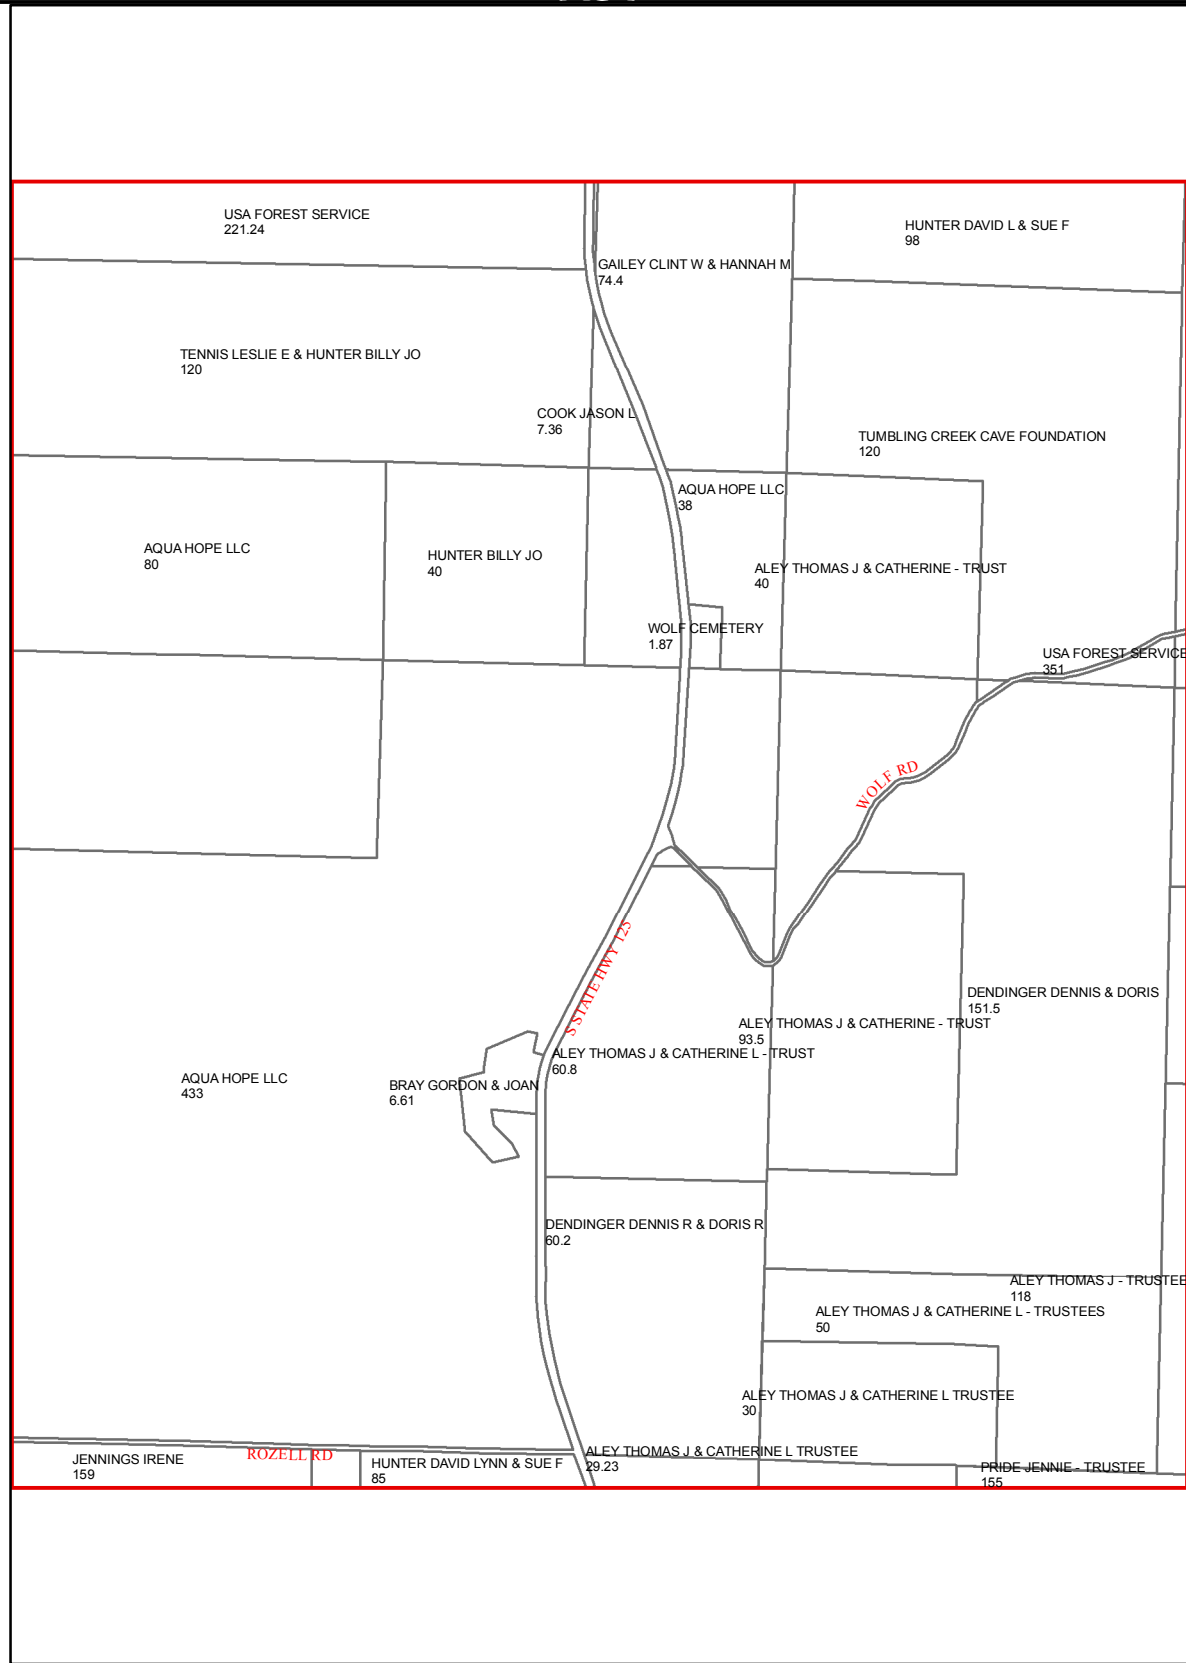 USA FOREST SERVICE
221.24
HUNTER DAVID L & SUE F
98
GAILEY CLINT W & HANNAH M
74.4
TENNIS LESLIE E & HUNTER BILLY JO
120
COOK JASON L
7.36
TUMBLING CREEK CAVE FOUNDATION
120
AQUA HOPE LLC
38
AQUA HOPE LLC
80
HUNTER BILLY JO
40
ALEY THOMAS J & CATHERINE - TRUST
40
WOLF CEMETERY
1.87
USA FOREST SERVICE
351
WOLF RD
S STATE HWY 125
DENDINGER DENNIS & DORIS
151.5
ALEY THOMAS J & CATHERINE - TRUST
93.5
ALEY THOMAS J & CATHERINE L - TRUST
60.8
AQUA HOPE LLC
433
BRAY GORDON & JOAN
6.61
DENDINGER DENNIS R & DORIS R
60.2
ALEY THOMAS J - TRUSTEE
118
ALEY THOMAS J & CATHERINE L - TRUSTEES
50
ALEY THOMAS J & CATHERINE L TRUSTEE
30
JENNINGS IRENE
159
ROZELL RD
HUNTER DAVID LYNN & SUE F
85
ALEY THOMAS J & CATHERINE L TRUSTEE
29.23
PRIDE JENNIE - TRUSTEE
155